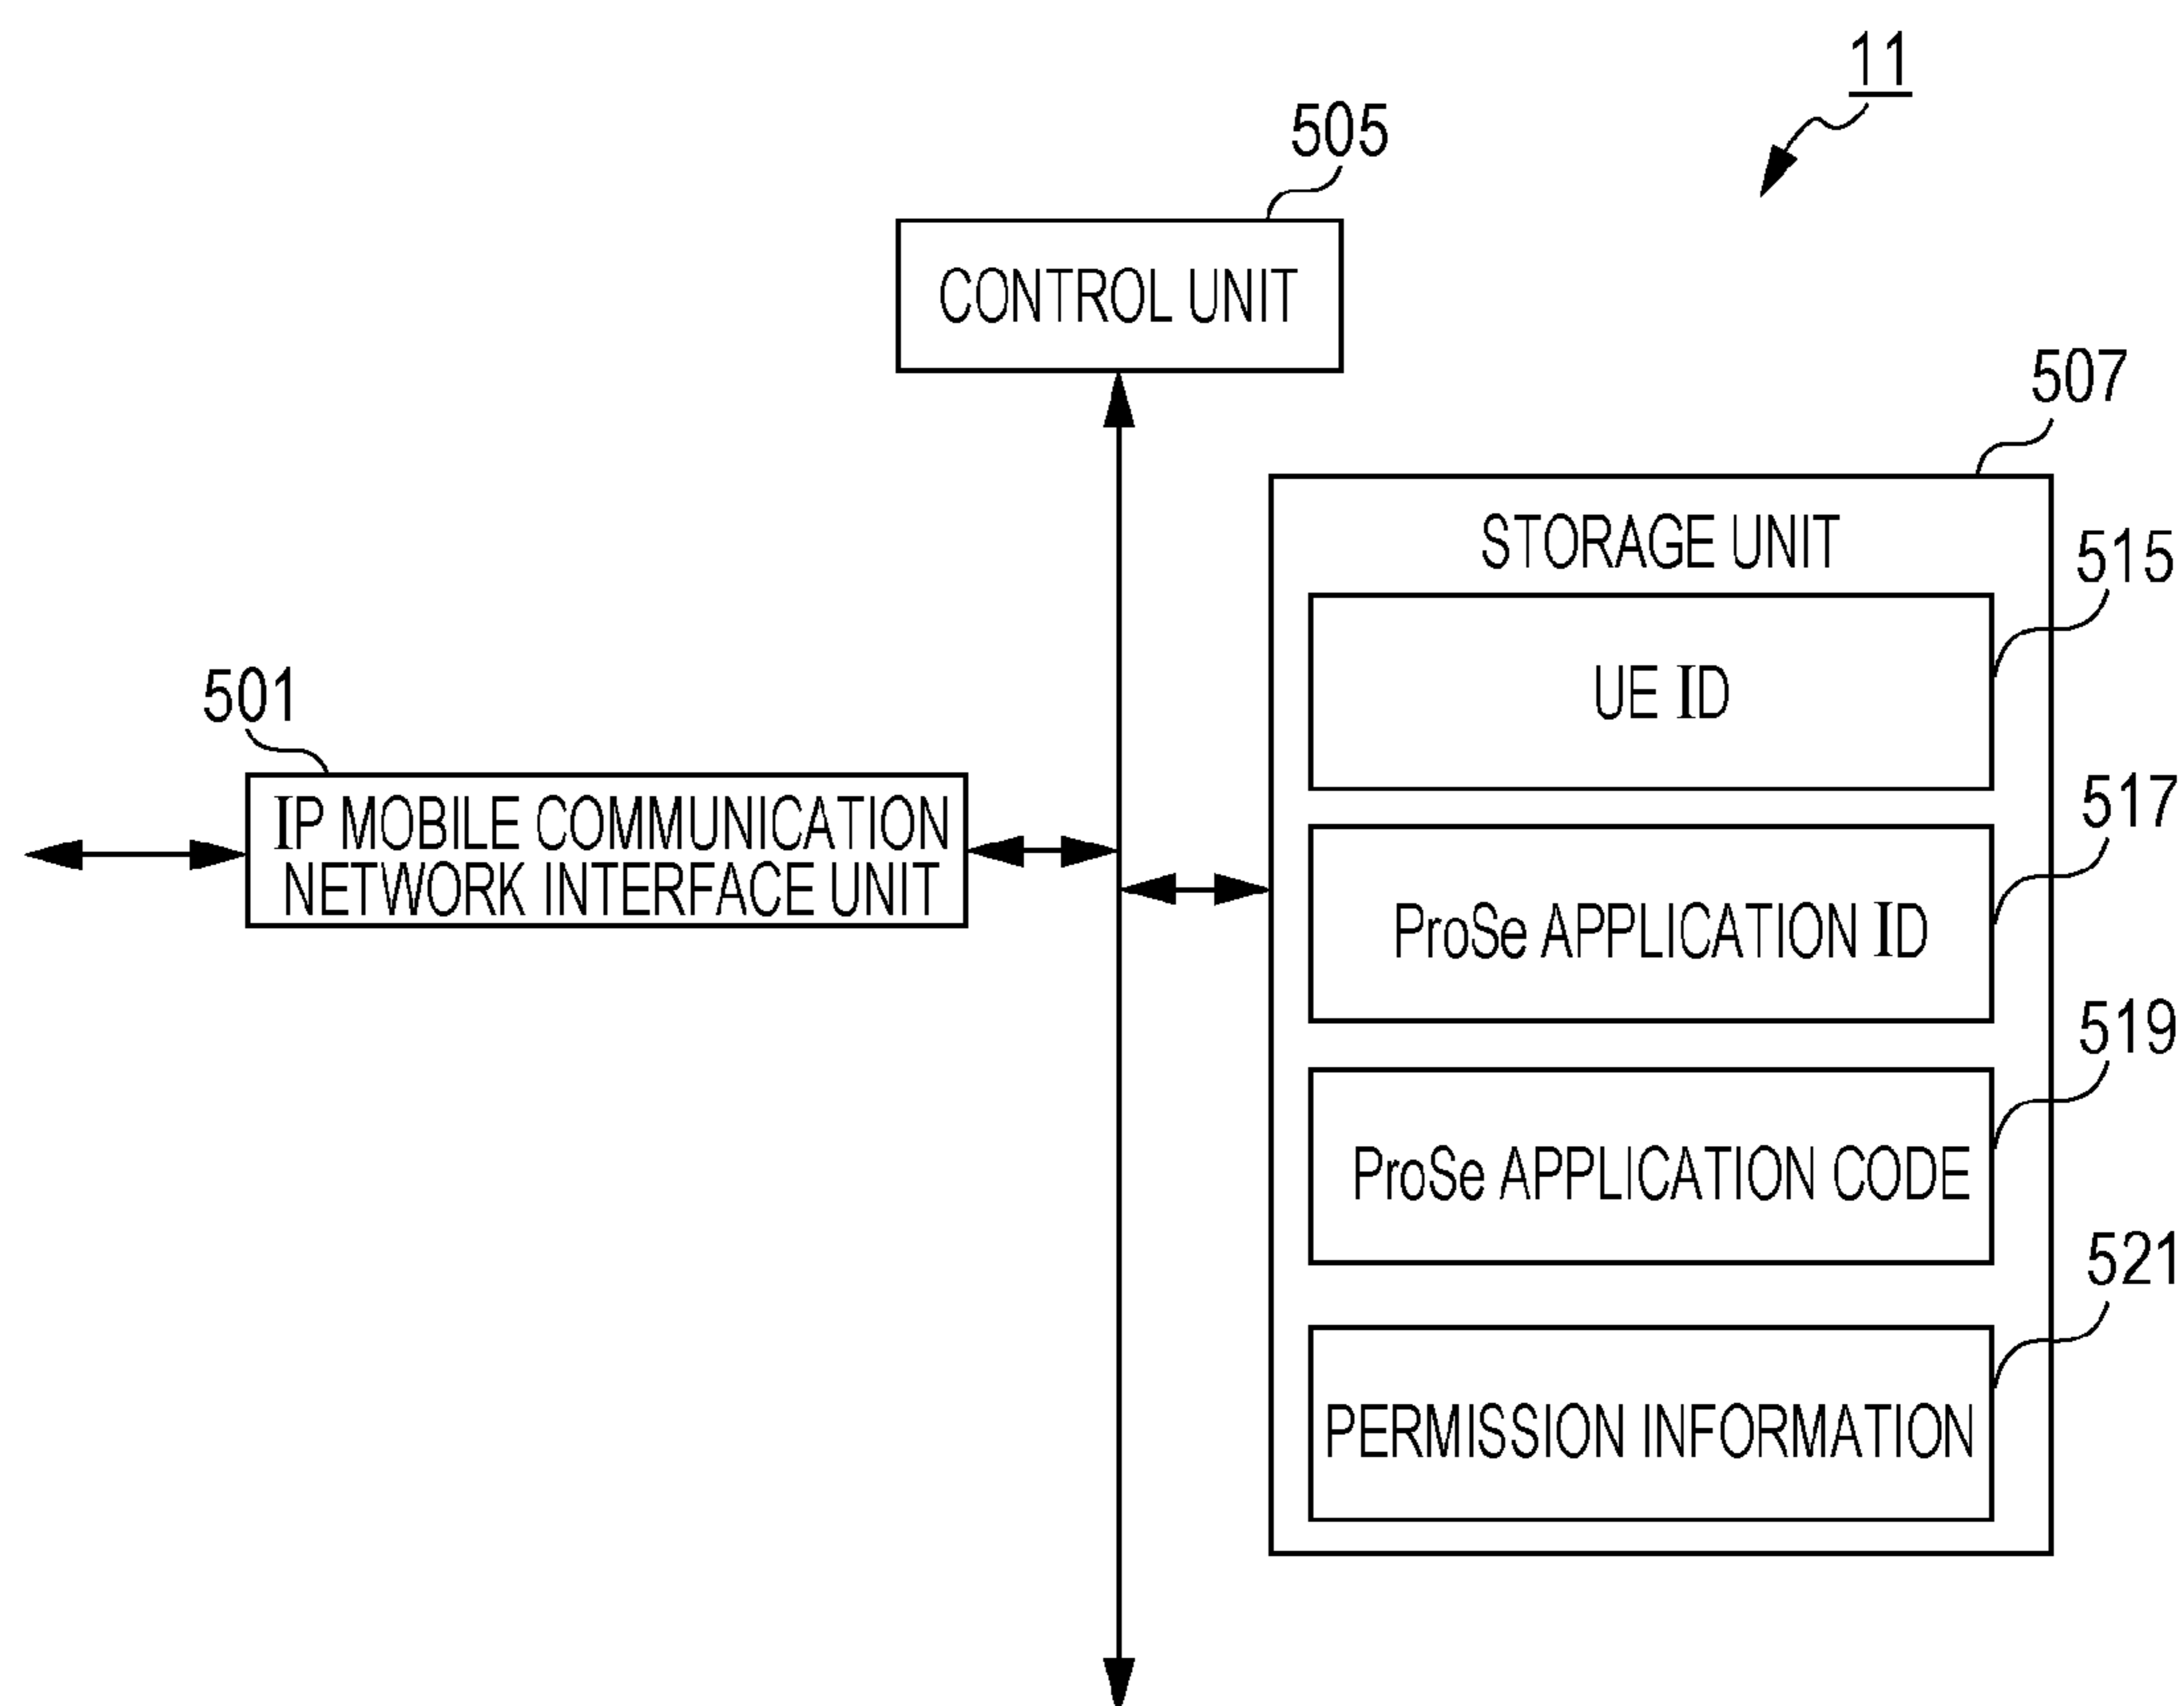 11
505
CONTROL UNIT
507
STORAGE UNIT
515
UE ID
501
IP MOBILE COMMUNICATION
NETWORK INTERFACE UNIT
517
ProSe APPLICATION ID
519
ProSe APPLICATION CODE
521
PERMISSION INFORMATION